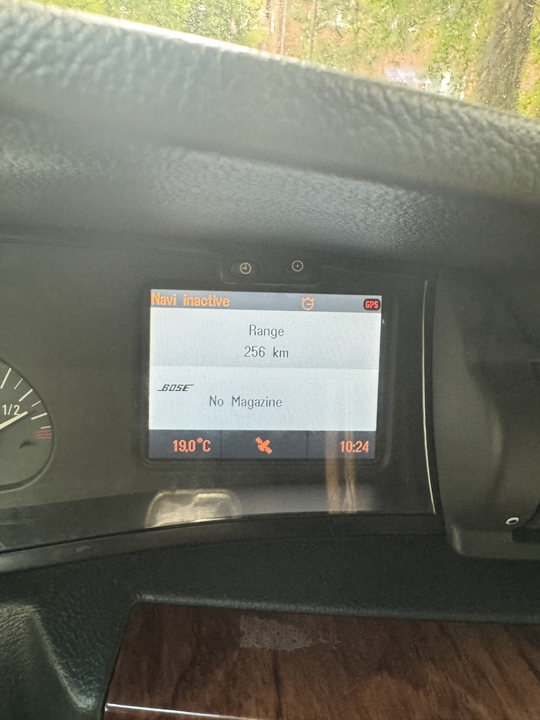 Navi inactive
GPS
Range
256 km
BOSE
No Magazine
19,0°C
10:24
1/2